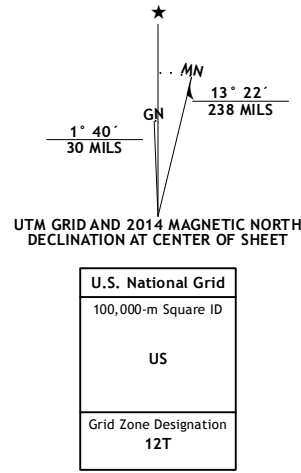 MN
GN
13° 22´
238 MILS
1° 40´
30 MILS
UTM GRID AND 2014 MAGNETIC NORTH
DECLINATION AT CENTER OF SHEET
U.S. National Grid
100,000-m Square ID
US
Grid Zone Designation
12T